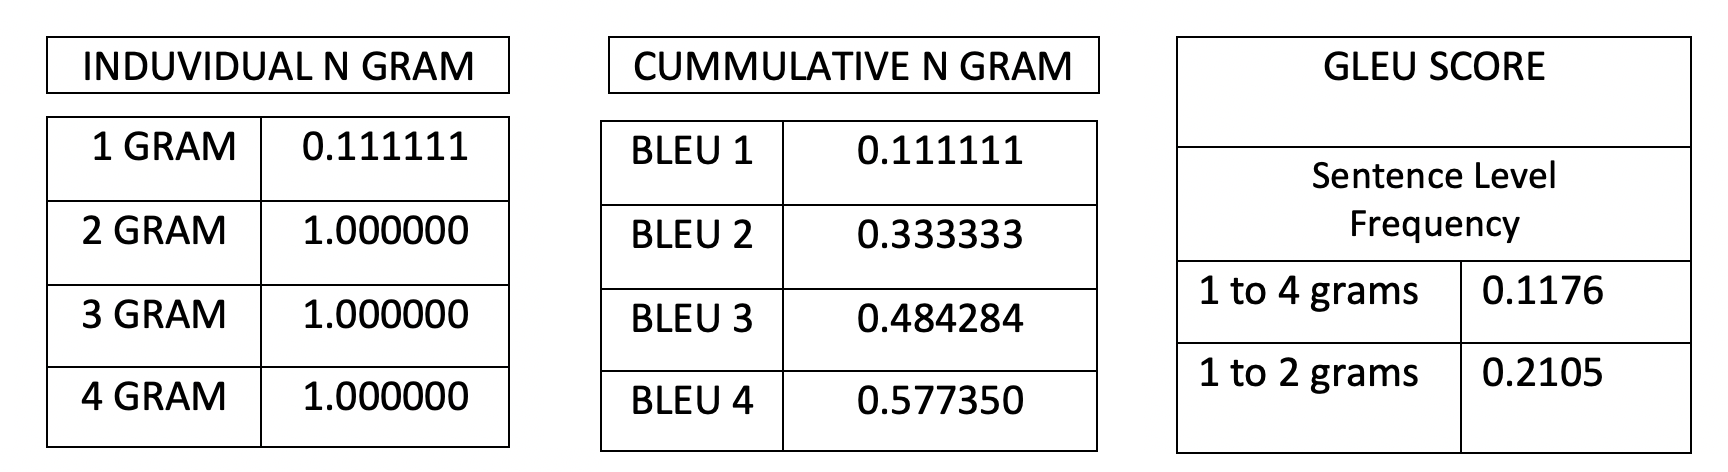 INDUVIDUAL N GRAM
1 GRAM 0.111111
2 GRAM 1.000000
3 GRAM 1.000000
4 GRAM 1.000000
CUMMULATIVE N GRAM
BLEU 1 0.111111
BLEU 2 0.333333
BLEU 3 0.484284
BLEU 4 0.577350
GLEU SCORE
Sentence Level
Frequency
1 to 4 grams 0.1176
1 to 2 grams 0.2105